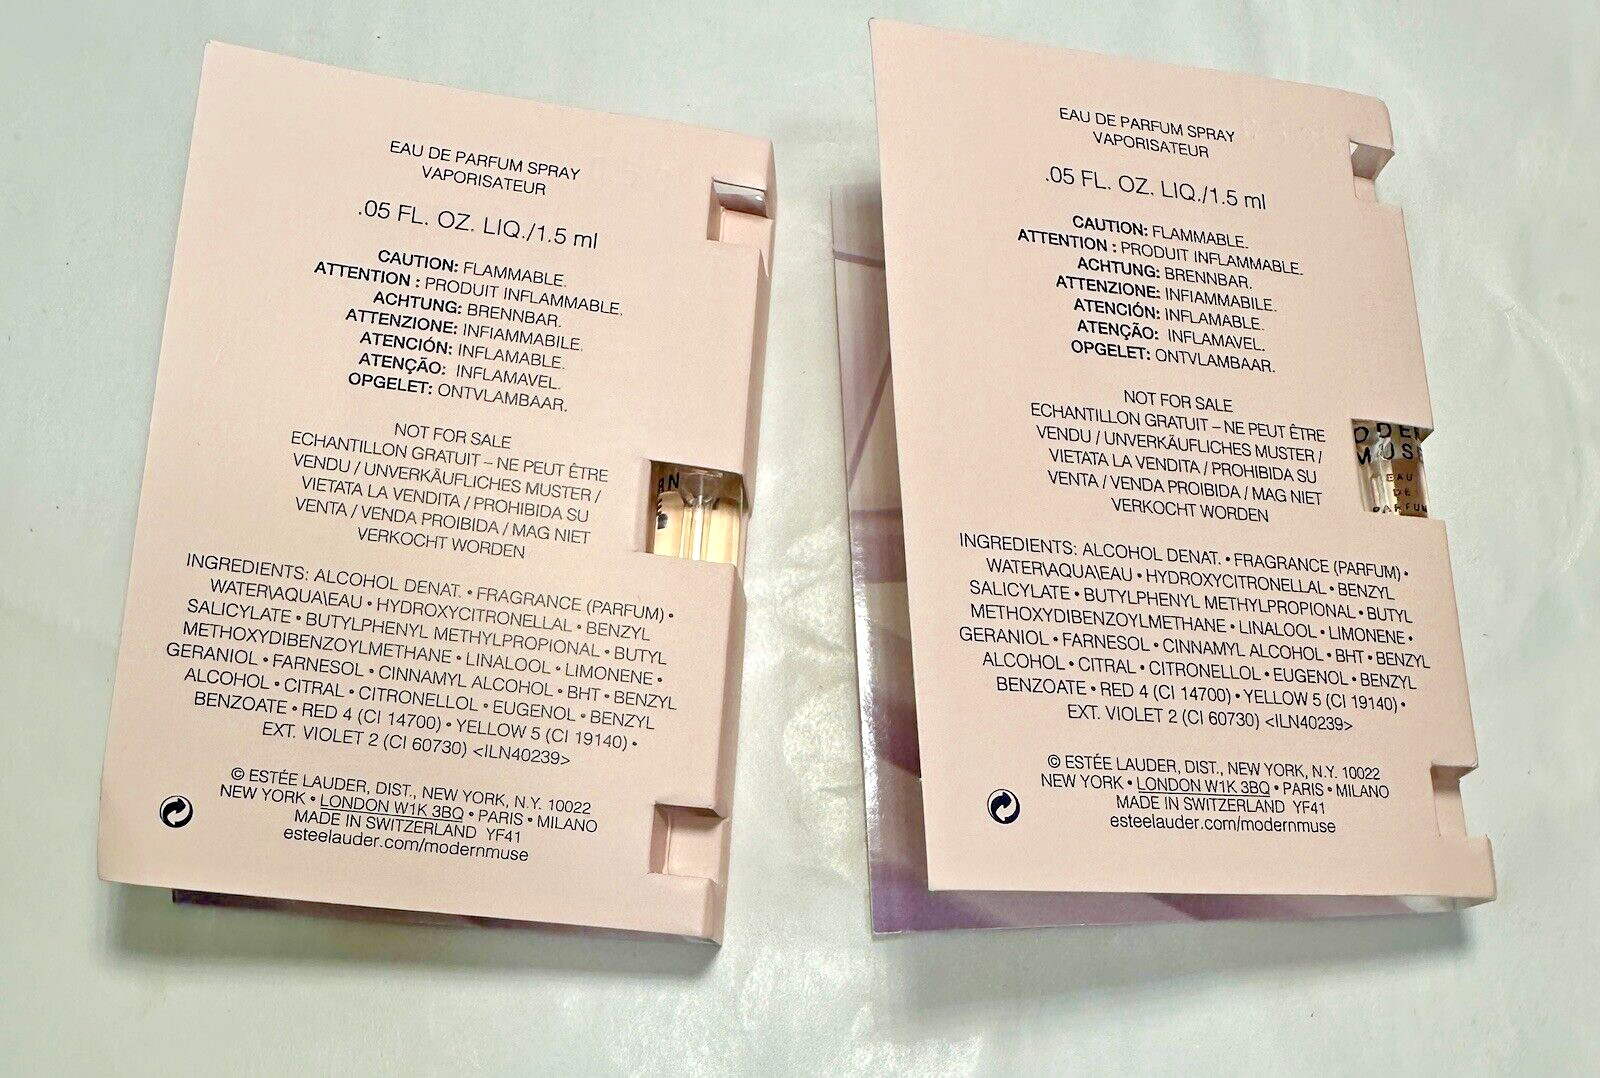 EAU DE PARFUM SPRAY
VAPORISATEUR
.05 FL. OZ. LIQ./1.5 ml
CAUTION: FLAMMABLE.
ATTENTION : PRODUIT INFLAMMABLE.
ACHTUNG: BRENNBAR.
ATTENZIONE: INFIAMMABILE.
ATENCIÓN: INFLAMABLE.
ATENÇÃO: INFLAMAVEL.
OPGELET: ONTVLAMBAAR.
NOT FOR SALE
ECHANTILLON GRATUIT – NE PEUT ÊTRE
VENDU / UNVERKÄUFLICHES MUSTER /
VIETATA LA VENDITA / PROHIBIDA SU
VENTA / VENDA PROIBIDA / MAG NIET
VERKOCHT WORDEN
INGREDIENTS: ALCOHOL DENAT. • FRAGRANCE (PARFUM) •
WATER\AQUA\EAU • HYDROXYCITRONELLAL • BENZYL
SALICYLATE • BUTYLPHENYL METHYLPROPIONAL • BUTYL
METHOXYDIBENZOYLMETHANE • LINALOOL • LIMONENE •
GERANIOL • FARNESOL • CINNAMYL ALCOHOL • BHT • BENZYL
ALCOHOL • CITRAL • CITRONELLOL • EUGENOL • BENZYL
BENZOATE • RED 4 (CI 14700) • YELLOW 5 (CI 19140) •
EXT. VIOLET 2 (CI 60730) <ILN40239>
© ESTÉE LAUDER, DIST., NEW YORK, N.Y. 10022
NEW YORK • LONDON W1K 3BQ • PARIS • MILANO
MADE IN SWITZERLAND YF41
esteelauder.com/modernmuse
RN
E
EAU DE PARFUM SPRAY
VAPORISATEUR
.05 FL. OZ. LIQ./1.5 ml
CAUTION: FLAMMABLE.
ATTENTION : PRODUIT INFLAMMABLE.
ACHTUNG: BRENNBAR.
ATTENZIONE: INFIAMMABILE.
ATENCIÓN: INFLAMABLE.
ATENÇÃO: INFLAMAVEL.
OPGELET: ONTVLAMBAAR.
NOT FOR SALE
ECHANTILLON GRATUIT – NE PEUT ÊTRE
VENDU / UNVERKÄUFLICHES MUSTER /
VIETATA LA VENDITA / PROHIBIDA SU
VENTA / VENDA PROIBIDA / MAG NIET
VERKOCHT WORDEN
INGREDIENTS: ALCOHOL DENAT. • FRAGRANCE (PARFUM) •
WATER\AQUA\EAU • HYDROXYCITRONELLAL • BENZYL
SALICYLATE • BUTYLPHENYL METHYLPROPIONAL • BUTYL
METHOXYDIBENZOYLMETHANE • LINALOOL • LIMONENE •
GERANIOL • FARNESOL • CINNAMYL ALCOHOL • BHT • BENZYL
ALCOHOL • CITRAL • CITRONELLOL • EUGENOL • BENZYL
BENZOATE • RED 4 (CI 14700) • YELLOW 5 (CI 19140) •
EXT. VIOLET 2 (CI 60730) <ILN40239>
© ESTÉE LAUDER, DIST., NEW YORK, N.Y. 10022
NEW YORK • LONDON W1K 3BQ • PARIS • MILANO
MADE IN SWITZERLAND YF41
esteelauder.com/modernmuse
ODER
MUS
EAU
DE
PARFUM